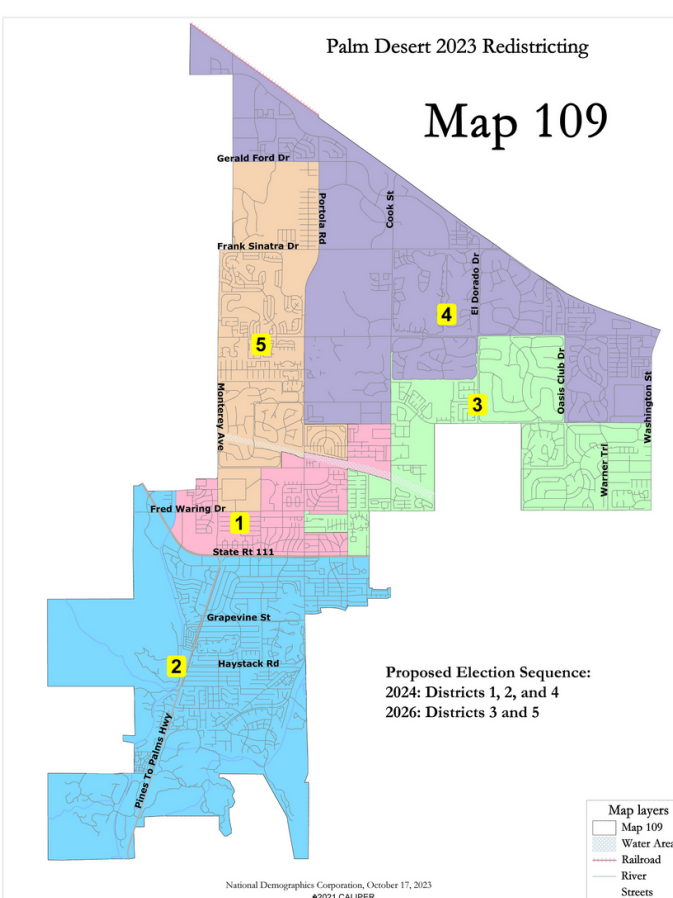 Palm Desert 2023 Redistricting
Map 109
Gerald Ford Dr
Portola Rd
Cook St
Frank Sinatra Dr
El Dorado Dr
4
5
Oasis Club Dr
3
Monterey Ave
Washington St
Warner Trl
Fred Waring Dr
1
State Rt 111
Grapevine St
2
Haystack Rd
Pines To Palms Hwy
Proposed Election Sequence:
2024: Districts 1, 2, and 4
2026: Districts 3 and 5
Map layers
Map 109
Water Area
Railroad
River
Streets
National Demographics Corporation, October 17, 2023
©2021 CALIPER